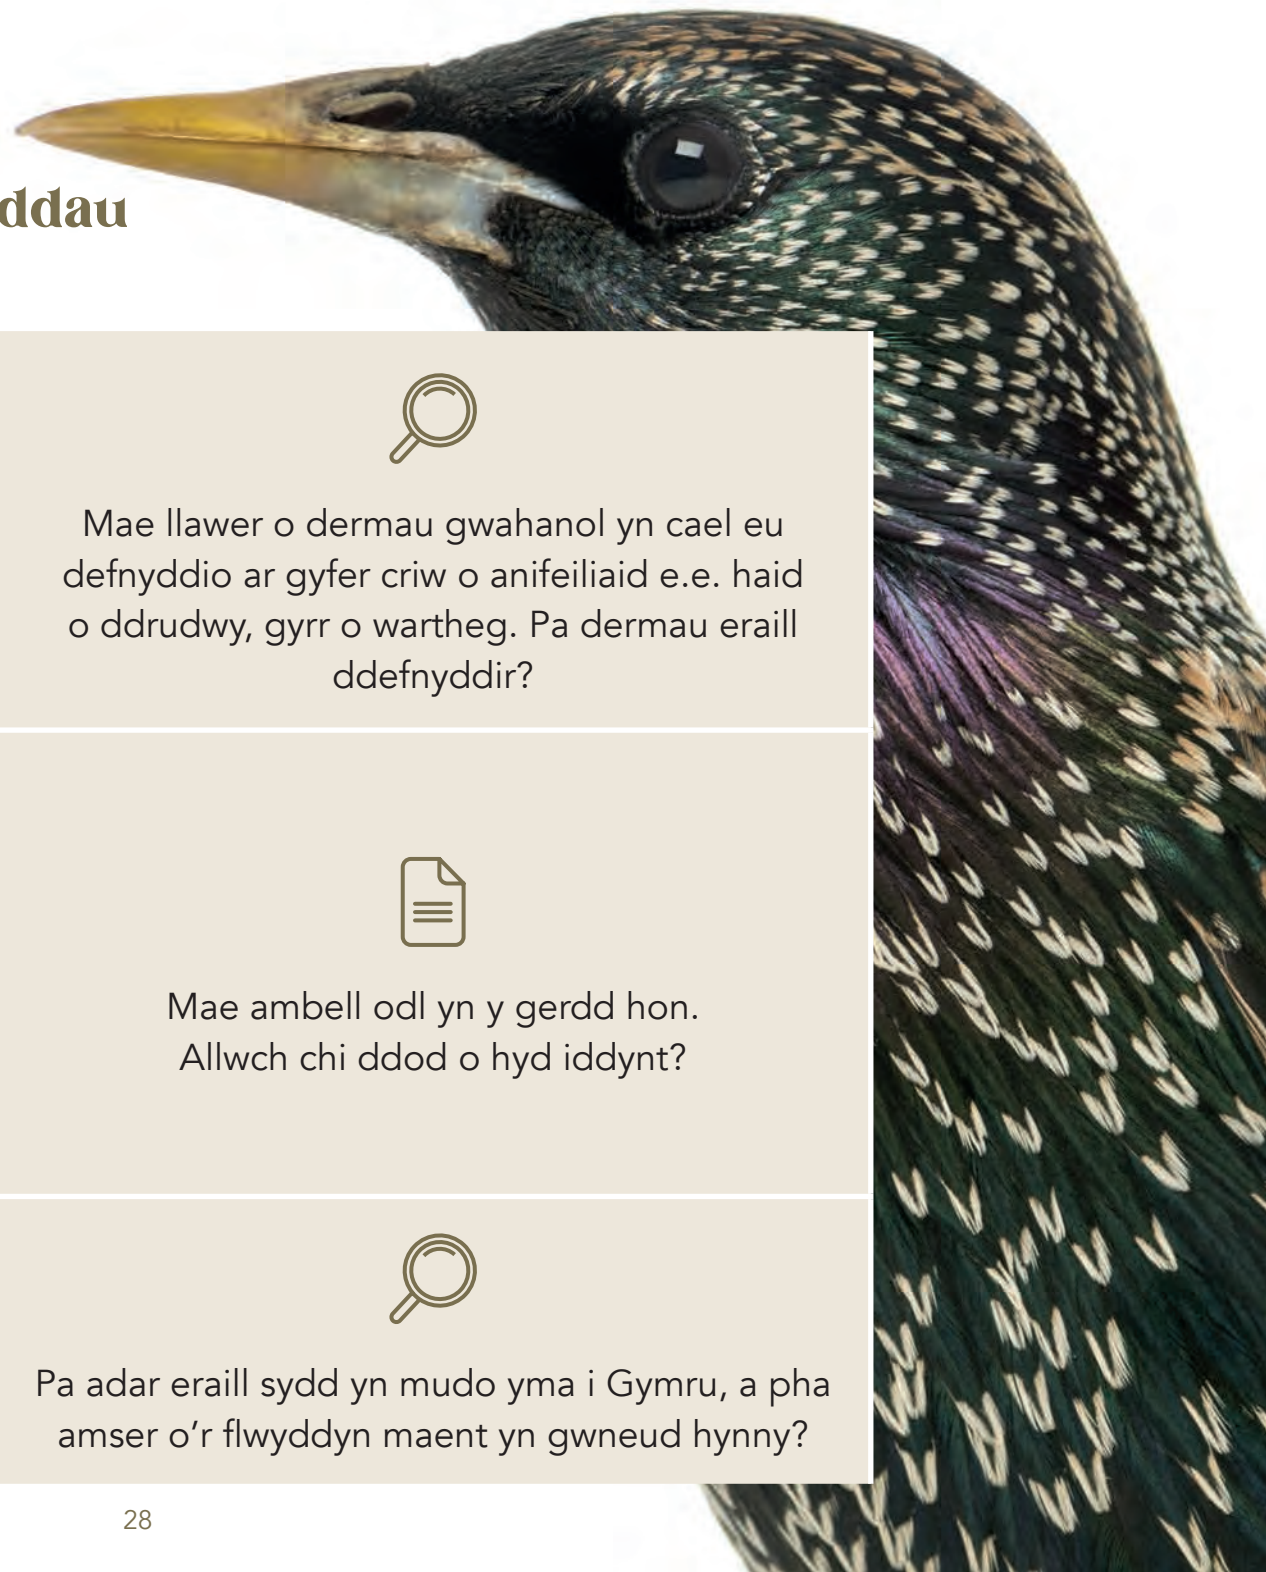 ddau
Mae llawer o dermau gwahanol yn cael eu
defnyddio ar gyfer criw o anifeiliaid e.e. haid
o ddrudwy, gyrr o wartheg. Pa dermau eraill
ddefnyddir?
Mae ambell odl yn y gerdd hon.
Allwch chi ddod o hyd iddynt?
Pa adar eraill sydd yn mudo yma i Gymru, a pha
amser o’r flwyddyn maent yn gwneud hynny?
28